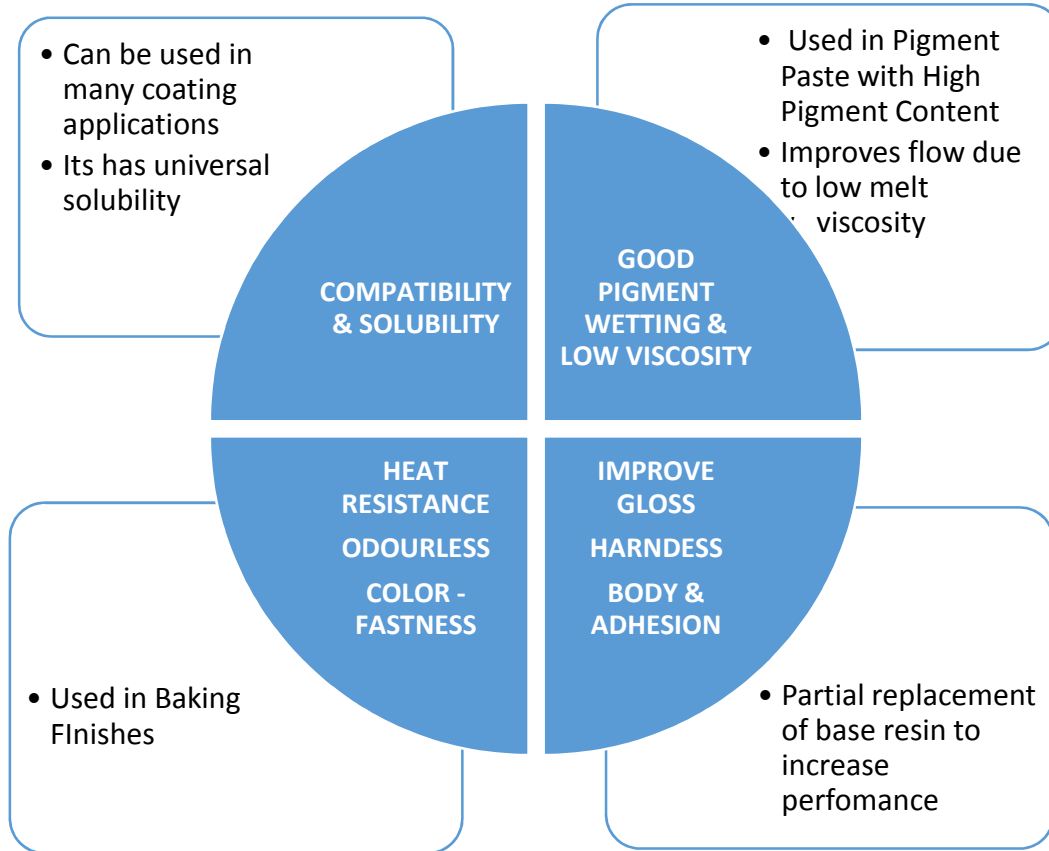 • Can be used in
many coating
applications
• Its has universal
solubility
• Used in Pigment
Paste with High
Pigment Content
• Improves flow due
to low melt
viscosity
COMPATIBILITY
& SOLUBILITY
GOOD
PIGMENT
WETTING &
LOW VISCOSITY
HEAT
RESISTANCE
ODOURLESS
COLOR -
FASTNESS
IMPROVE
GLOSS
HARNDESS
BODY &
ADHESION
• Used in Baking
FInishes
• Partial replacement
of base resin to
increase
perfomance